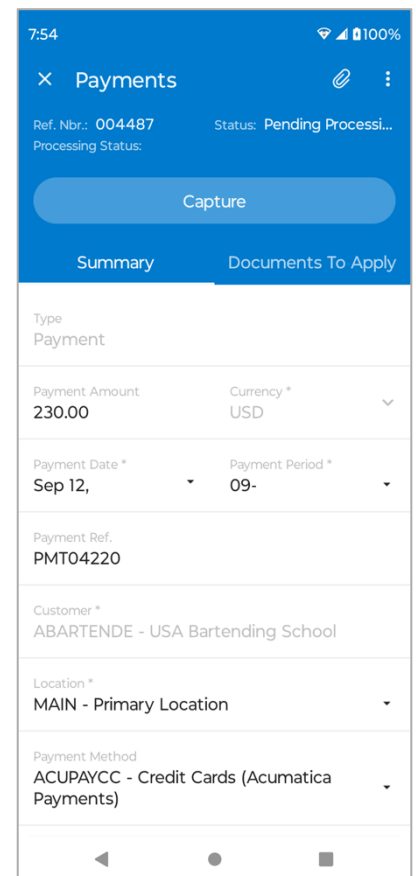 7:54 100%
Payments
Ref. Nbr.: 004487 Status: Pending Processi...
Processing Status:
Capture
Summary Documents To Apply
Type
Payment
Payment Amount Currency *
230.00 USD
Payment Date * Payment Period *
Sep 12, 09-
Payment Ref.
PMT04220
Customer *
ABARTENDE - USA Bartending School
Location *
MAIN - Primary Location
Payment Method
ACUPAYCC - Credit Cards (Acumatica
Payments)